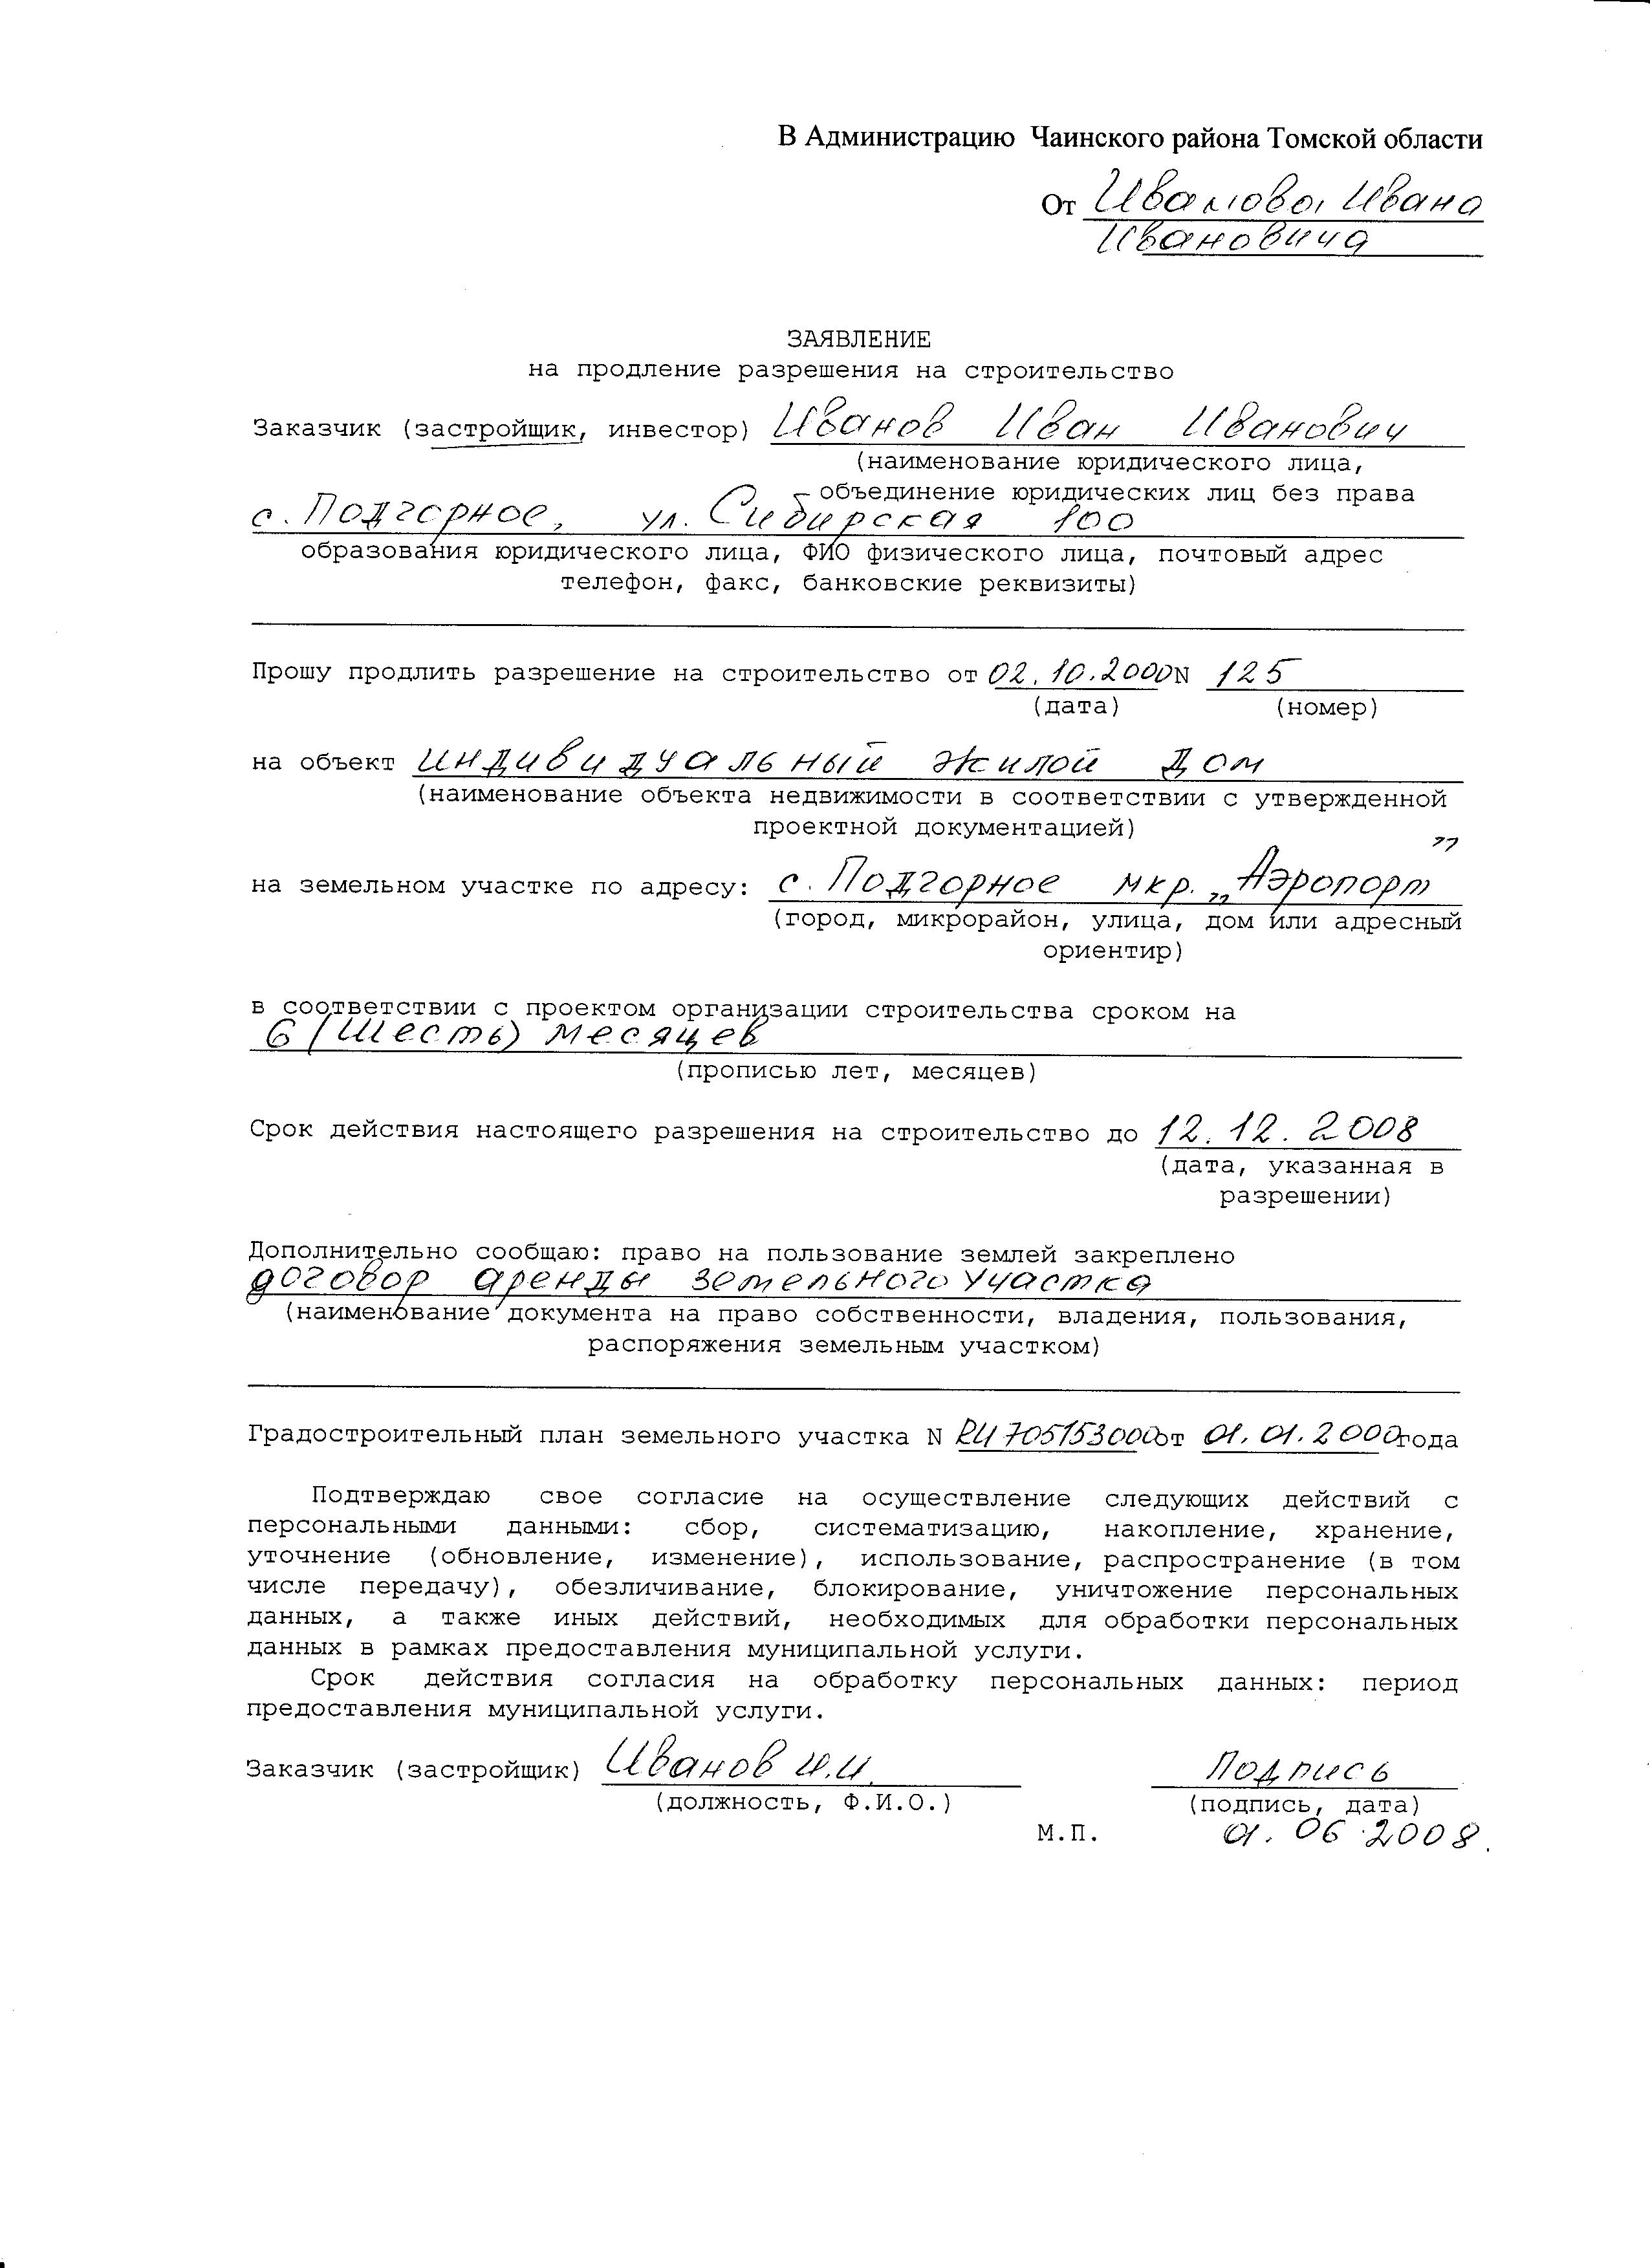 В Администрацию Чаинского района Томской области
От Иванова Ивана
Ивановича
ЗАЯВЛЕНИЕ
на продление разрешения на строительство
Заказчик (застройщик, инвестор) Иванов Иван Иванович
(наименование юридического лица,
объединение юридических лиц без права
с. Подгорное, ул. Сибирская 100
образования юридического лица, ФИО физического лица, почтовый адрес
телефон, факс, банковские реквизиты)
Прошу продлить разрешение на строительство от 02.10.2000 N 125
(дата) (номер)
на объект индивидуальный жилой дом
(наименование объекта недвижимости в соответствии с утвержденной
проектной документацией)
на земельном участке по адресу: с. Подгорное мкр. „Аэропорт”
(город, микрорайон, улица, дом или адресный
ориентир)
в соответствии с проектом организации строительства сроком на
6 (шесть) месяцев
(прописью лет, месяцев)
Срок действия настоящего разрешения на строительство до 12.12.2008
(дата, указанная в
разрешении)
Дополнительно сообщаю: право на пользование землей закреплено
договор аренды земельного участка
(наименование документа на право собственности, владения, пользования,
распоряжения земельным участком)
Градостроительный план земельного участка N RU 705153000 от 01.01.2000 года
Подтверждаю свое согласие на осуществление следующих действий с
персональными данными: сбор, систематизацию, накопление, хранение,
уточнение (обновление, изменение), использование, распространение (в том
числе передачу), обезличивание, блокирование, уничтожение персональных
данных, а также иных действий, необходимых для обработки персональных
данных в рамках предоставления муниципальной услуги.
Срок действия согласия на обработку персональных данных: период
предоставления муниципальной услуги.
Заказчик (застройщик) Иванов И.И. Подпись
(должность, Ф.И.О.) (подпись, дата)
М.П. 01.06.2008.